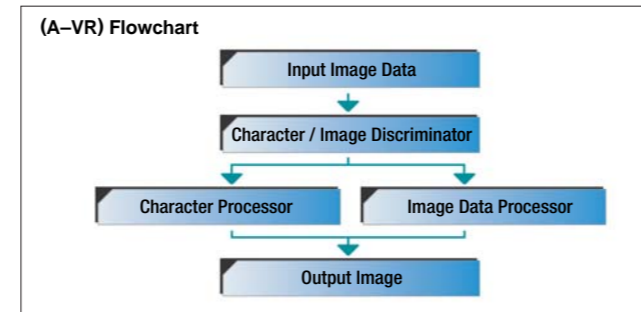 (A–VR) Flowchart
Input Image Data
Character / Image Discriminator
Character Processor
Image Data Processor
Output Image